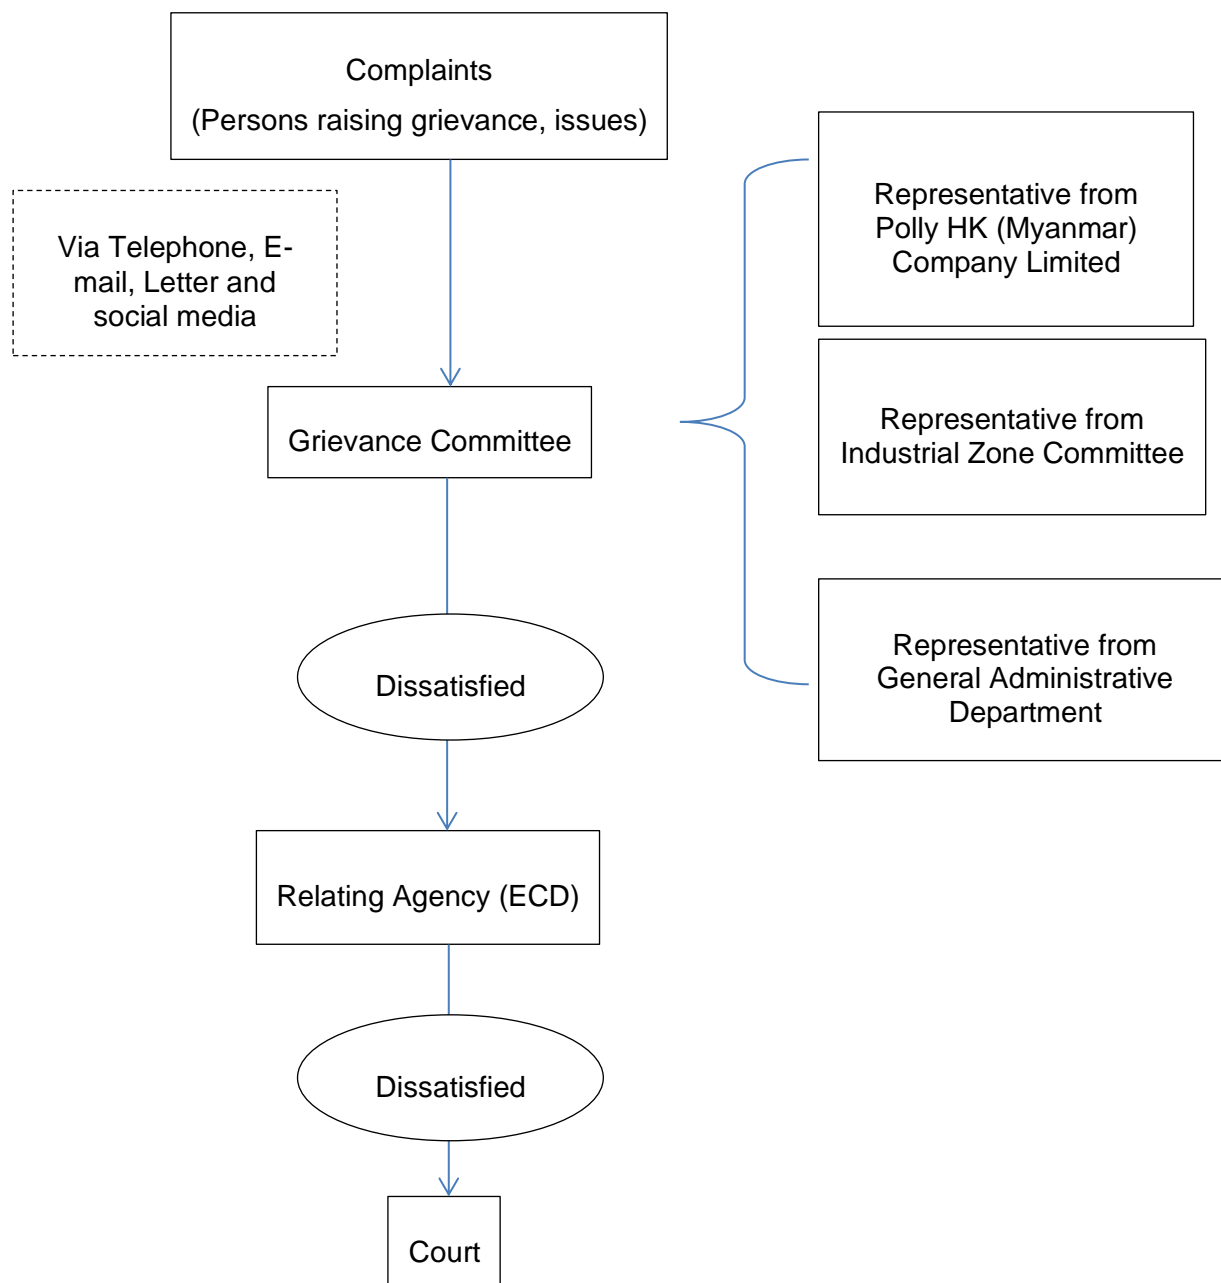 Complaints
(Persons raising grievance, issues)
Via Telephone, E-
mail, Letter and
social media
Grievance Committee
Representative from
Polly HK (Myanmar)
Company Limited
Representative from
Industrial Zone Committee
Representative from
General Administrative
Department
Dissatisfied
Relating Agency (ECD)
Dissatisfied
Court